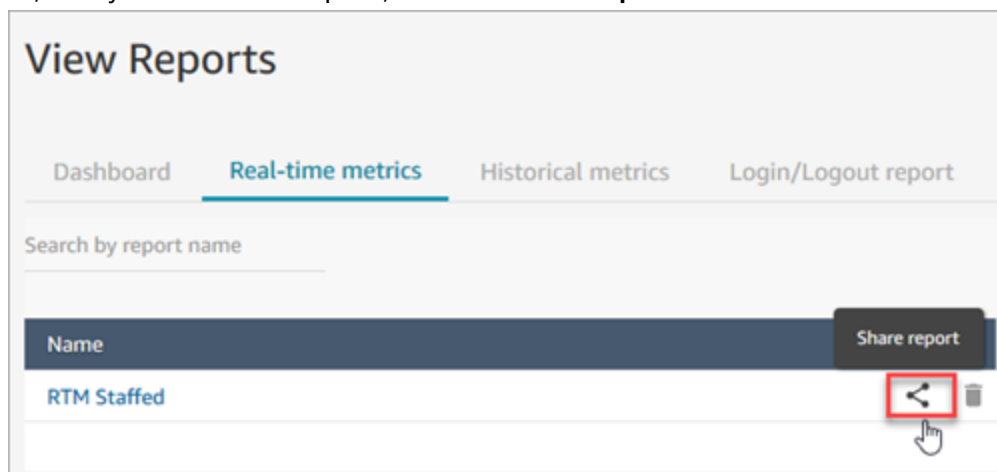 View Reports
Dashboard Real-time metrics Historical metrics Login/Logout report
Search by report name
Share report
Name
RTM Staffed